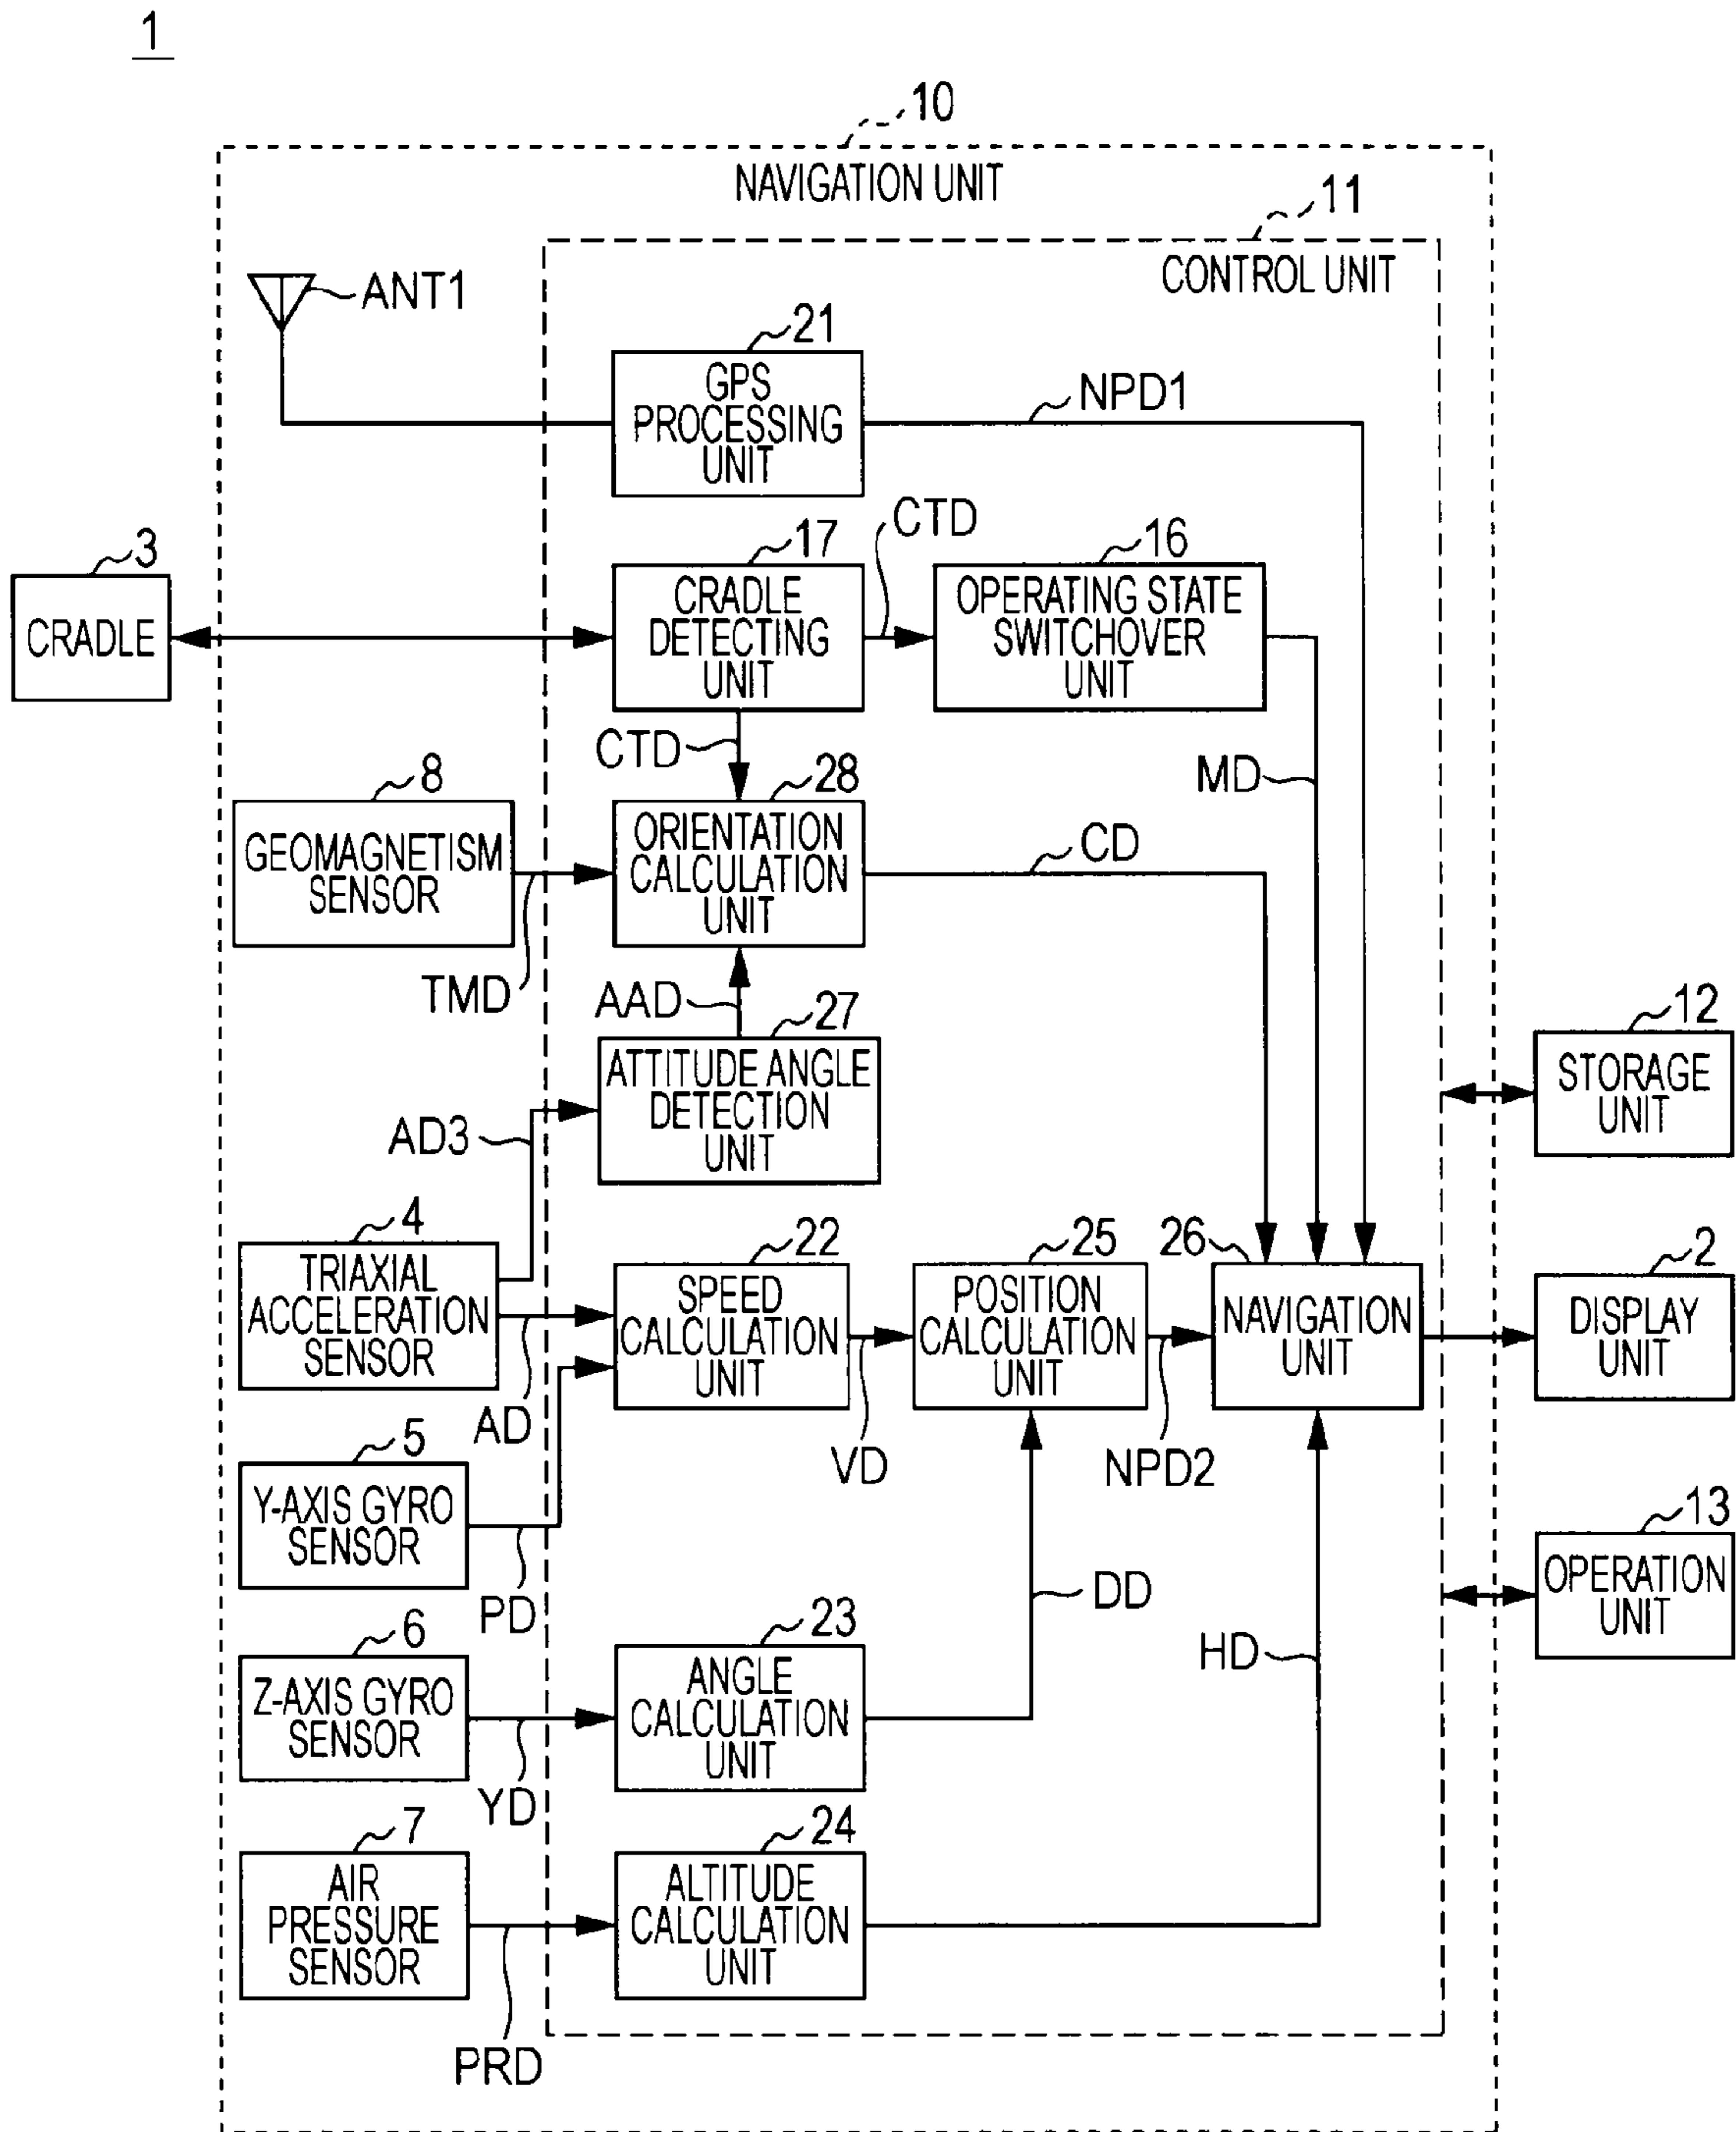 1
10
NAVIGATION UNIT
11
CONTROL UNIT
ANT1
21
GPS
PROCESSING
UNIT
NPD1
3
CRADLE
17
CRADLE
DETECTING
UNIT
CTD
16
OPERATING STATE
SWITCHOVER
UNIT
CTD
MD
8
GEOMAGNETISM
SENSOR
TMD
28
ORIENTATION
CALCULATION
UNIT
CD
AAD
27
ATTITUDE ANGLE
DETECTION
UNIT
AD3
12
STORAGE
UNIT
4
TRIAXIAL
ACCELERATION
SENSOR
AD
22
SPEED
CALCULATION
UNIT
VD
25
POSITION
CALCULATION
UNIT
NPD2
26
NAVIGATION
UNIT
2
DISPLAY
UNIT
5
Y-AXIS GYRO
SENSOR
PD
13
OPERATION
UNIT
6
Z-AXIS GYRO
SENSOR
YD
23
ANGLE
CALCULATION
UNIT
DD
HD
7
AIR
PRESSURE
SENSOR
PRD
24
ALTITUDE
CALCULATION
UNIT